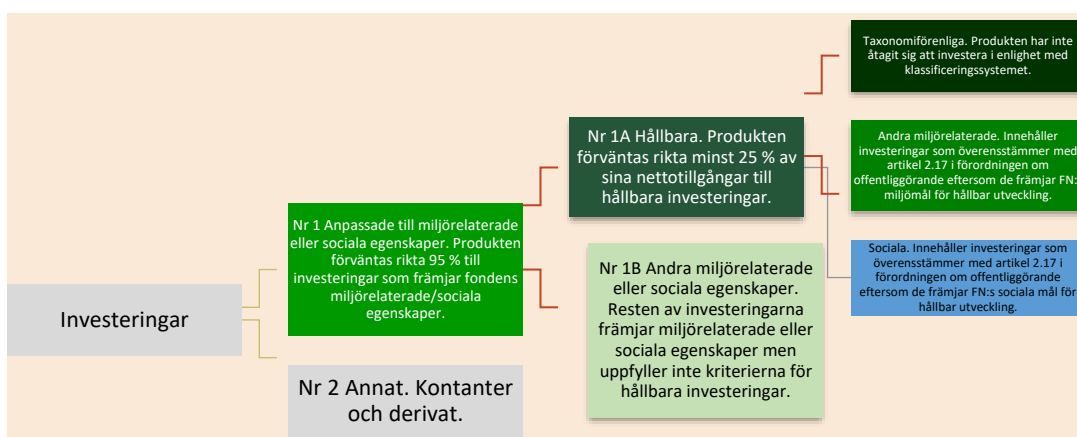 Investeringar
Nr 1 Anpassade till miljörelaterade
eller sociala egenskaper. Produkten
förväntas rikta 95 % till
investeringar som främjar fondens
miljörelaterade/sociala
egenskaper.
Nr 2 Annat. Kontanter
och derivat.
Nr 1A Hållbara. Produkten
förväntas rikta minst 25 % av
sina nettotillgångar till
hållbara investeringar.
Nr 1B Andra miljörelaterade
eller sociala egenskaper.
Resten av investeringarna
främjar miljörelaterade eller
sociala egenskaper men
uppfyller inte kriterierna för
hållbara investeringar.
Taxonomiförenliga. Produkten har inte
åtagit sig att investera i enlighet med
klassificeringssystemet.
Andra miljörelaterade. Innehåller
investeringar som överensstämmer med
artikel 2.17 i förordningen om
offentliggörande eftersom de främjar FN:
miljömål för hållbar utveckling.
Sociala. Innehåller investeringar som
överensstämmer med artikel 2.17 i
förordningen om offentliggörande
eftersom de främjar FN:s sociala mål för
hållbar utveckling.